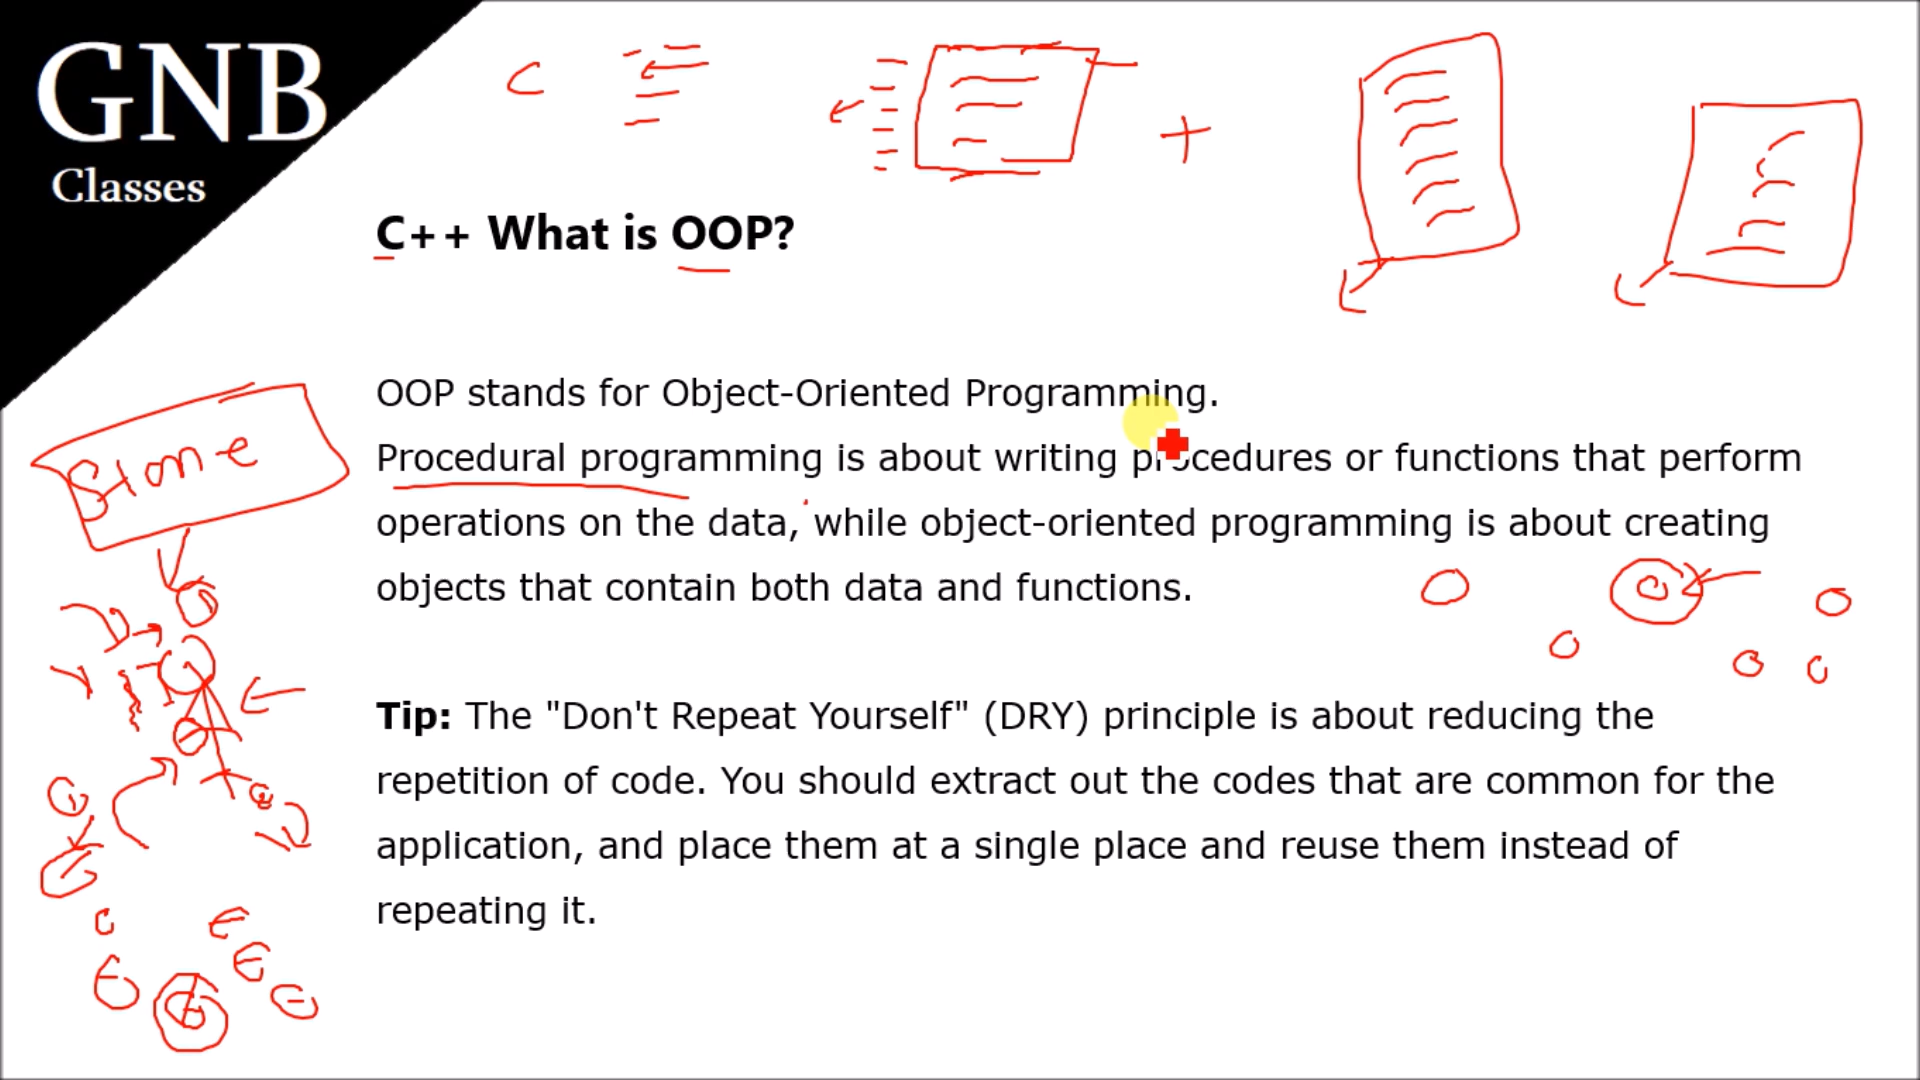 GNB
Classes
C
+
C++ What is OOP?
OOP stands for Object-Oriented Programming.
Procedural programming is about writing procedures or functions that perform
operations on the data, while object-oriented programming is about creating
objects that contain both data and functions.
Stone
Tip: The "Don't Repeat Yourself" (DRY) principle is about reducing the
repetition of code. You should extract out the codes that are common for the
application, and place them at a single place and reuse them instead of
repeating it.